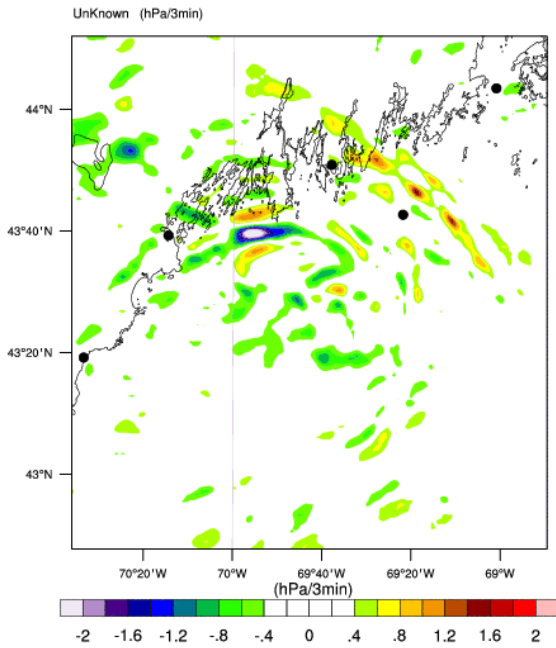 UnKnown (hPa/3min)
44°N
43°40'N
43°20'N
43°N
70°20'W 70°W 69°40'W 69°20'W 69°W
(hPa/3min)
-2 -1.6 -1.2 -.8 -.4 0 .4 .8 1.2 1.6 2